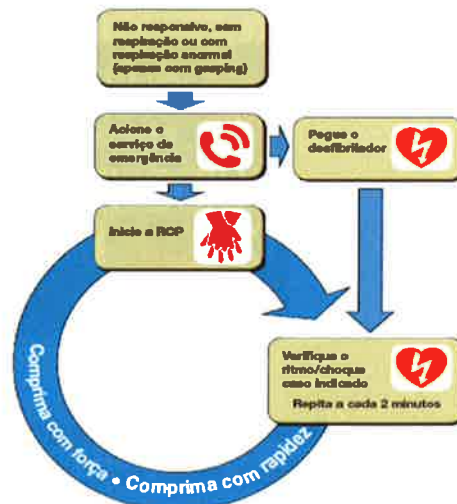 Não responsivo, sem
respiração ou com
respiração anormal
(apenas com gasping)
Acione o
serviço de
emergência
Pegue o
desfibrilador
Inicie a RCP
Verifique o
ritmo/choque
caso indicado
Repita a cada 2 minutos
Comprima com força • Comprima com rapidez